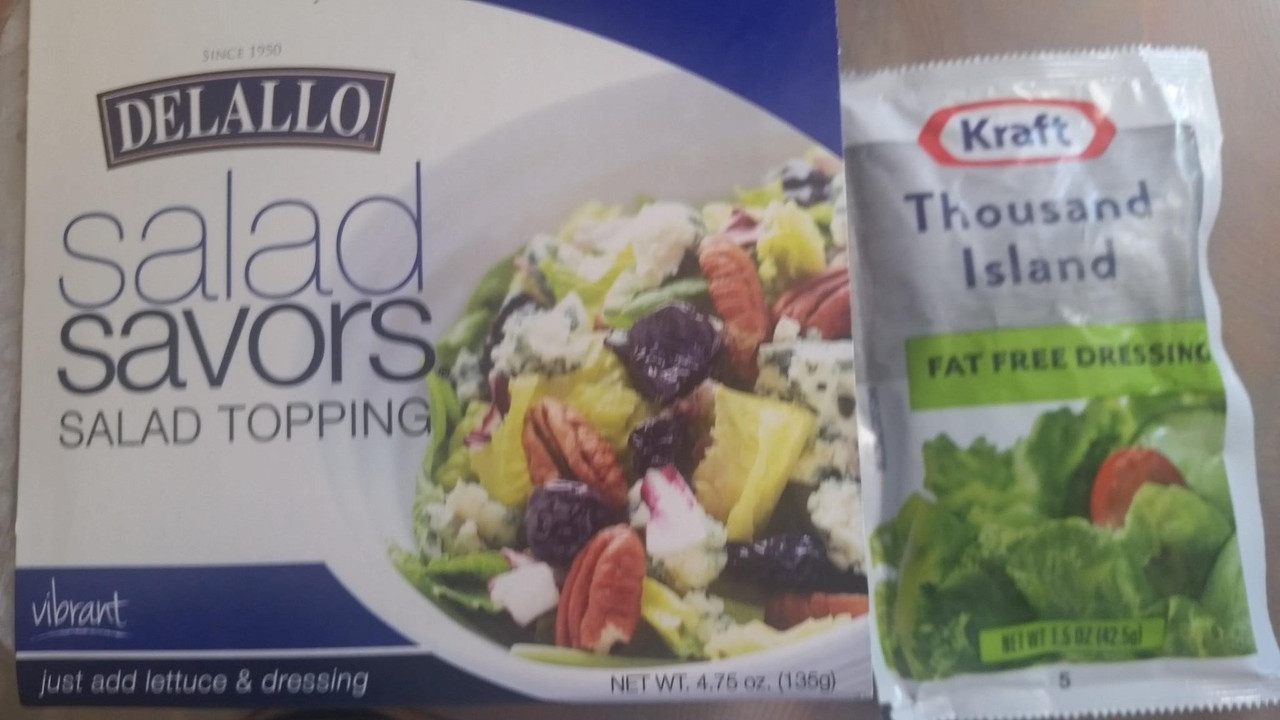 SINCE 1950
DELALLO
salad
savors
SALAD TOPPING
vibrant
just add lettuce & dressing
NET WT. 4.75 oz. (135g)
Kraft
Thousand
Island
FAT FREE DRESSING
NET WT 1.5 OZ (42.5g)
5